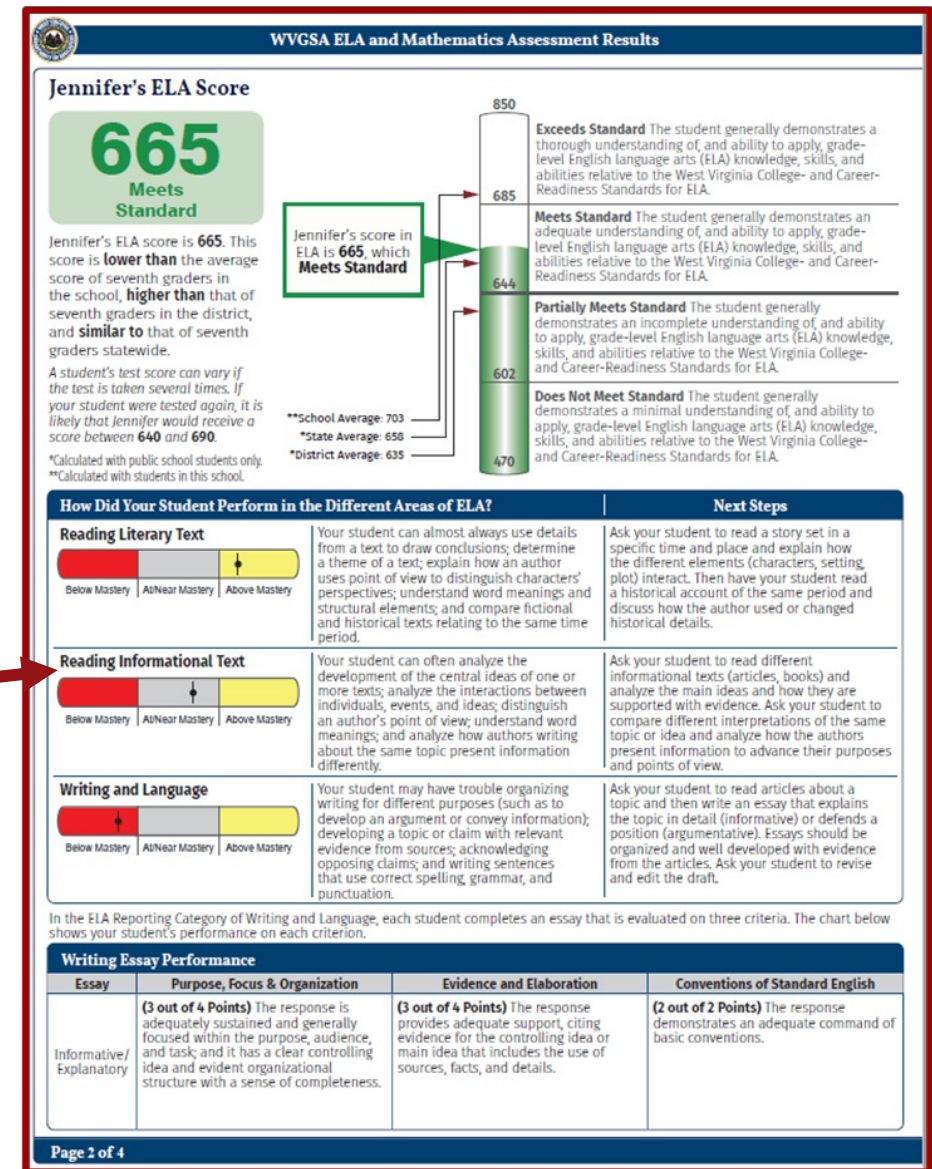 WVGSA ELA and Mathematics Assessment Results
Jennifer's ELA Score
665
Meets
Standard
Jennifer's ELA score is 665. This
score is lower than the average
score of seventh graders in
the school, higher than that of
seventh graders in the district,
and similar to that of seventh
graders statewide.
A student's test score can vary if
the test is taken several times. If
your student were tested again, it is
likely that Jennifer would receive a
score between 640 and 690.
*Calculated with public school students only.
**Calculated with students in this school.
Jennifer's score in
ELA is 665, which
Meets Standard
**School Average: 703
*State Average: 658
*District Average: 635
850
685
644
602
470
Exceeds Standard The student generally demonstrates a
thorough understanding of, and ability to apply, grade-
level English language arts (ELA) knowledge, skills, and
abilities relative to the West Virginia College- and Career-
Readiness Standards for ELA.
Meets Standard The student generally demonstrates an
adequate understanding of, and ability to apply, grade-
level English language arts (ELA) knowledge, skills, and
abilities relative to the West Virginia College- and Career-
Readiness Standards for ELA.
Partially Meets Standard The student generally
demonstrates an incomplete understanding of, and ability
to apply, grade-level English language arts (ELA) knowledge,
skills, and abilities relative to the West Virginia College-
and Career-Readiness Standards for ELA.
Does Not Meet Standard The student generally
demonstrates a minimal understanding of, and ability to
apply, grade-level English language arts (ELA) knowledge,
skills, and abilities relative to the West Virginia College-
and Career-Readiness Standards for ELA.
How Did Your Student Perform in the Different Areas of ELA?
Next Steps
Reading Literary Text
Below Mastery At/Near Mastery Above Mastery
Your student can almost always use details
from a text to draw conclusions; determine
a theme of a text; explain how an author
uses point of view to distinguish characters'
perspectives; understand word meanings and
structural elements; and compare fictional
and historical texts relating to the same time
period.
Ask your student to read a story set in a
specific time and place and explain how
the different elements (characters, setting,
plot) interact. Then have your student read
a historical account of the same period and
discuss how the author used or changed
historical details.
Reading Informational Text
Below Mastery At/Near Mastery Above Mastery
Your student can often analyze the
development of the central ideas of one or
more texts; analyze the interactions between
individuals, events, and ideas; distinguish
an author's point of view; understand word
meanings; and analyze how authors writing
about the same topic present information
differently.
Ask your student to read different
informational texts (articles, books) and
analyze the main ideas and how they are
supported with evidence. Ask your student to
compare different interpretations of the same
topic or idea and analyze how the authors
present information to advance their purposes
and points of view.
Writing and Language
Below Mastery At/Near Mastery Above Mastery
Your student may have trouble organizing
writing for different purposes (such as to
develop an argument or convey information);
developing a topic or claim with relevant
evidence from sources; acknowledging
opposing claims; and writing sentences
that use correct spelling, grammar, and
punctuation.
Ask your student to read articles about a
topic and then write an essay that explains
the topic in detail (informative) or defends a
position (argumentative). Essays should be
organized and well developed with evidence
from the articles. Ask your student to revise
and edit the draft.
In the ELA Reporting Category of Writing and Language, each student completes an essay that is evaluated on three criteria. The chart below
shows your student's performance on each criterion.
Writing Essay Performance
Essay
Purpose, Focus & Organization
Evidence and Elaboration
Conventions of Standard English
Informative/
Explanatory
(3 out of 4 Points) The response is
adequately sustained and generally
focused within the purpose, audience,
and task; and it has a clear controlling
idea and evident organizational
structure with a sense of completeness.
(3 out of 4 Points) The response
provides adequate support, citing
evidence for the controlling idea or
main idea that includes the use of
sources, facts, and details.
(2 out of 2 Points) The response
demonstrates an adequate command of
basic conventions.
Page 2 of 4